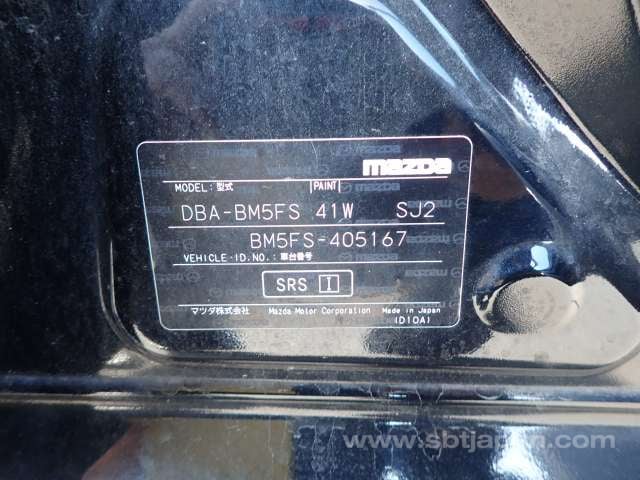 mazda
MODEL:型式 PAINT
DBA-BM5FS 41W SJ2
BM5FS-405167
VEHICLE·ID.NO.:車台番号
SRS I
マツダ株式会社 Mazda Motor Corporation Made in Japan
(D10A)
www.sbtjapan.com